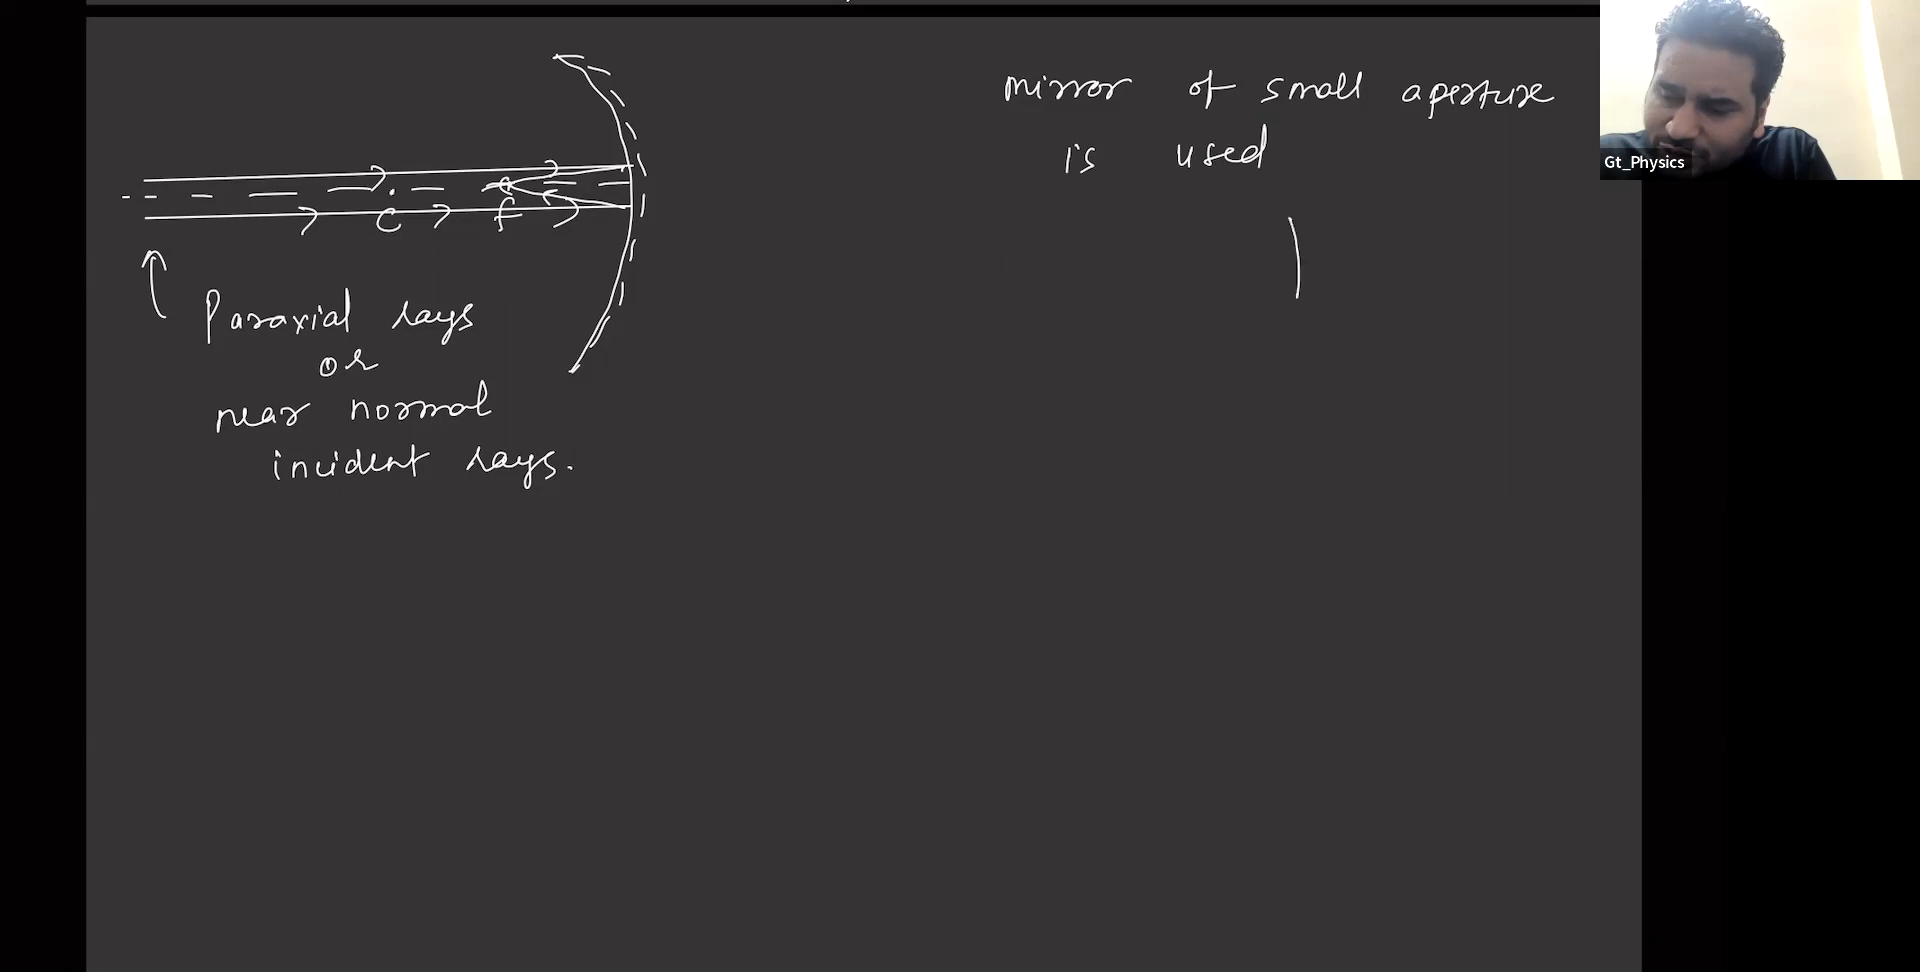 mirror of small aperture
is used
Gt_Physics
C f
Paraxial rays
or
near normal
incident rays.